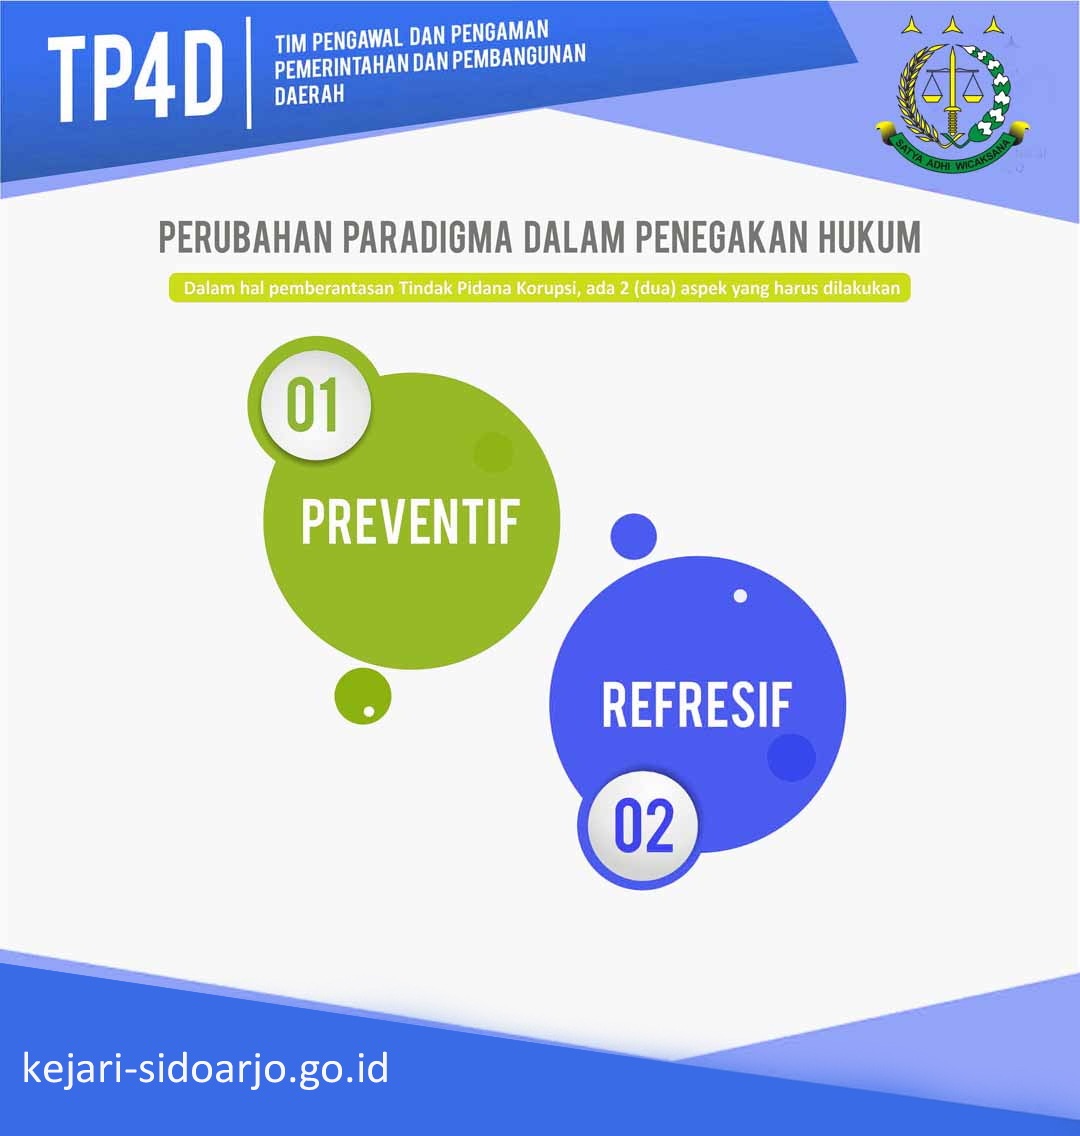 TP4D
TIM PENGAWAL DAN PENGAMAN
PEMERINTAHAN DAN PEMBANGUNAN
DAERAH
SATYA ADHI WICAKSANA
PERUBAHAN PARADIGMA DALAM PENEGAKAN HUKUM
Dalam hal pemberantasan Tindak Pidana Korupsi, ada 2 (dua) aspek yang harus dilakukan
01
PREVENTIF
REFRESIF
02
kejari-sidoarjo.go.id